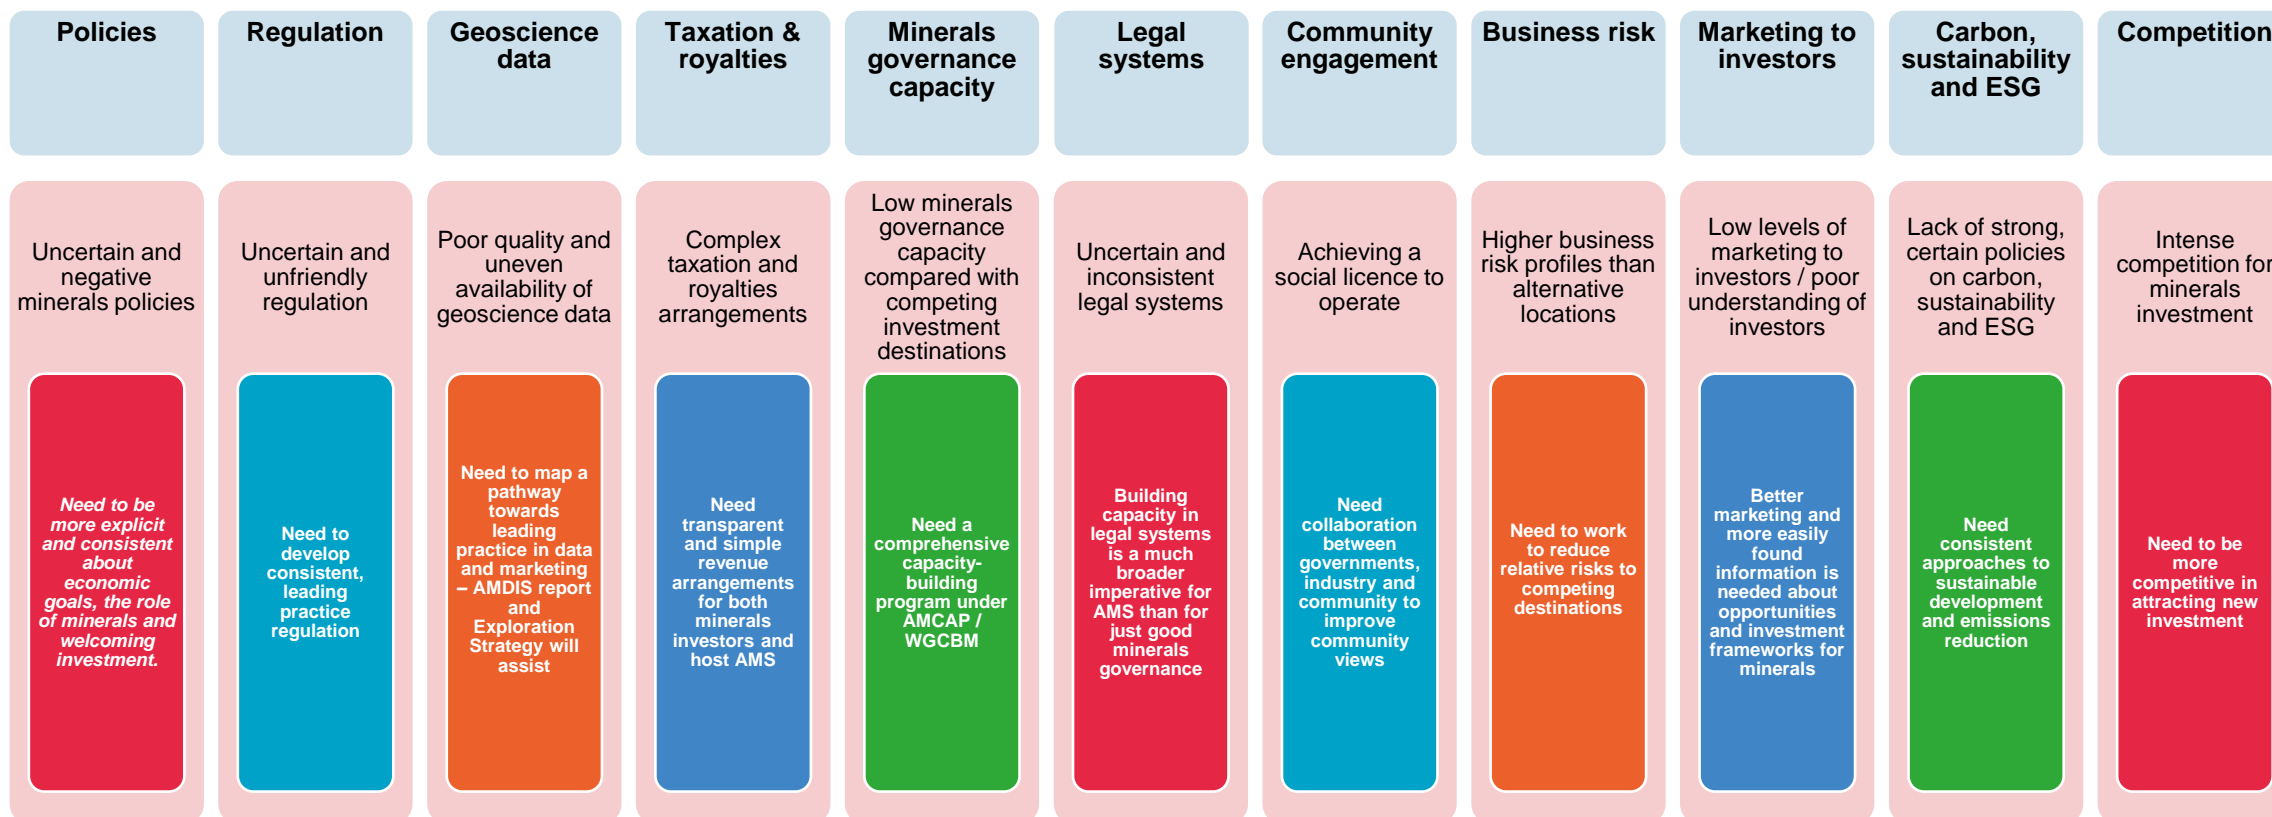 Policies
Regulation
Geoscience
data
Taxation &
royalties
Minerals
governance
capacity
Legal
systems
Community
engagement
Business risk
Marketing to
investors
Carbon,
sustainability
and ESG
Competition
Uncertain and
negative
minerals policies
Uncertain and
unfriendly
regulation
Poor quality and
uneven
availability of
geoscience data
Complex
taxation and
royalties
arrangements
Low minerals
governance
capacity
compared with
competing
investment
destinations
Uncertain and
inconsistent
legal systems
Achieving a
social licence to
operate
Higher business
risk profiles than
alternative
locations
Low levels of
marketing to
investors / poor
understanding of
investors
Lack of strong,
certain policies
on carbon,
sustainability
and ESG
Intense
competition for
minerals
investment
Need to be
more explicit
and consistent
about
economic
goals, the role
of minerals and
welcoming
investment.
Need to
develop
consistent,
leading
practice
regulation
Need to map a
pathway
towards
leading
practice in data
and marketing
– AMDIS report
and
Exploration
Strategy will
assist
Need
transparent
and simple
revenue
arrangements
for both
minerals
investors and
host AMS
Need a
comprehensive
capacity-
building
program under
AMCAP /
WGCBM
Building
capacity in
legal systems
is a much
broader
imperative for
AMS than for
just good
minerals
governance
Need
collaboration
between
governments,
industry and
community to
improve
community
views
Need to work
to reduce
relative risks to
competing
destinations
Better
marketing and
more easily
found
information is
needed about
opportunities
and investment
frameworks for
minerals
Need
consistent
approaches to
sustainable
development
and emissions
reduction
Need to be
more
competitive in
attracting new
investment